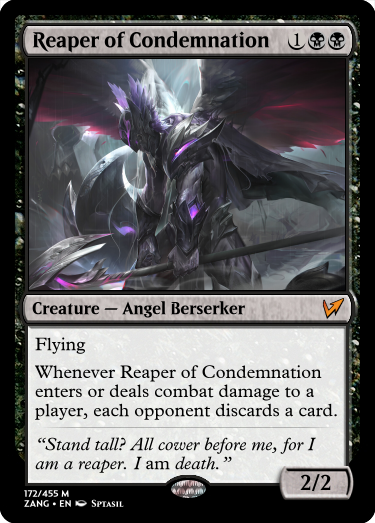 Reaper of Condemnation 1
Creature — Angel Berserker
Flying
Whenever Reaper of Condemnation
enters or deals combat damage to a
player, each opponent discards a card.
“Stand tall? All cower before me, for I
am a reaper. I am death.”
2/2
172/455 M
ZANG • EN SPTASIL